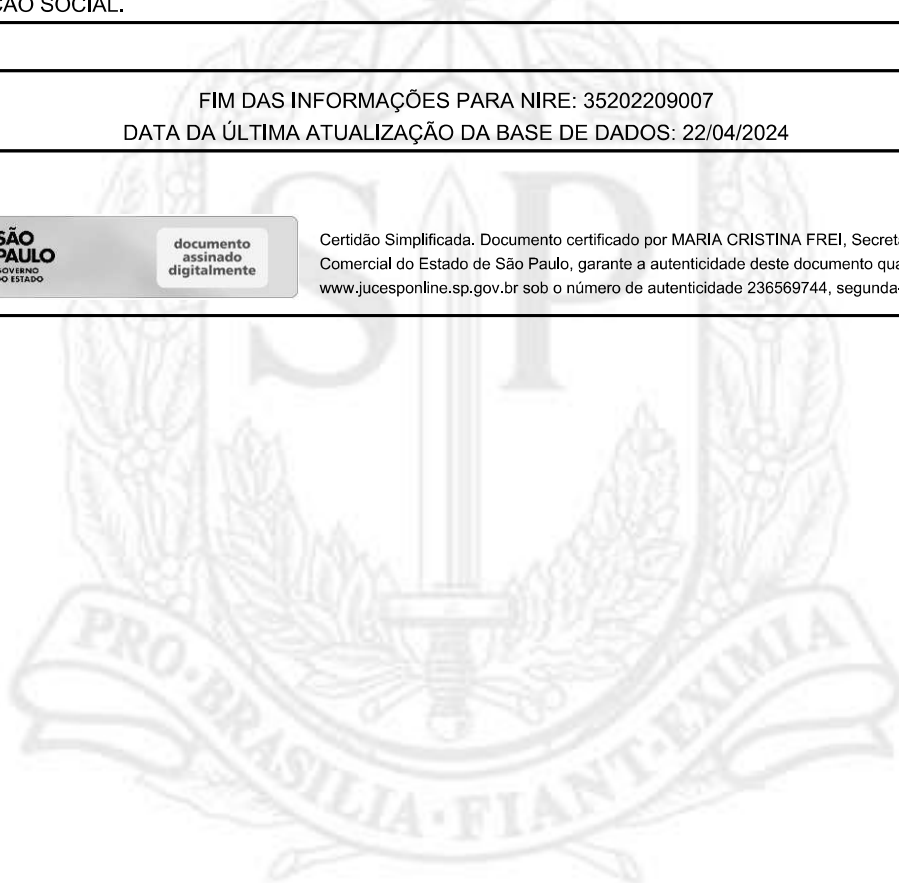 SOCIAL.
FIM DAS INFORMAÇÕES PARA NIRE: 35202209007
DATA DA ÚLTIMA ATUALIZAÇÃO DA BASE DE DADOS: 22/04/2024
SÃO
PAULO
GOVERNO
DO ESTADO
documento
assinado
digitalmente
Certidão Simplificada. Documento certificado por MARIA CRISTINA FREI, Secret
Comercial do Estado de São Paulo, garante a autenticidade deste documento qua
www.jucesponline.sp.gov.br sob o número de autenticidade 236569744, segunda-
SP
PRO·BRASILIA·FIANT·EXIMIA